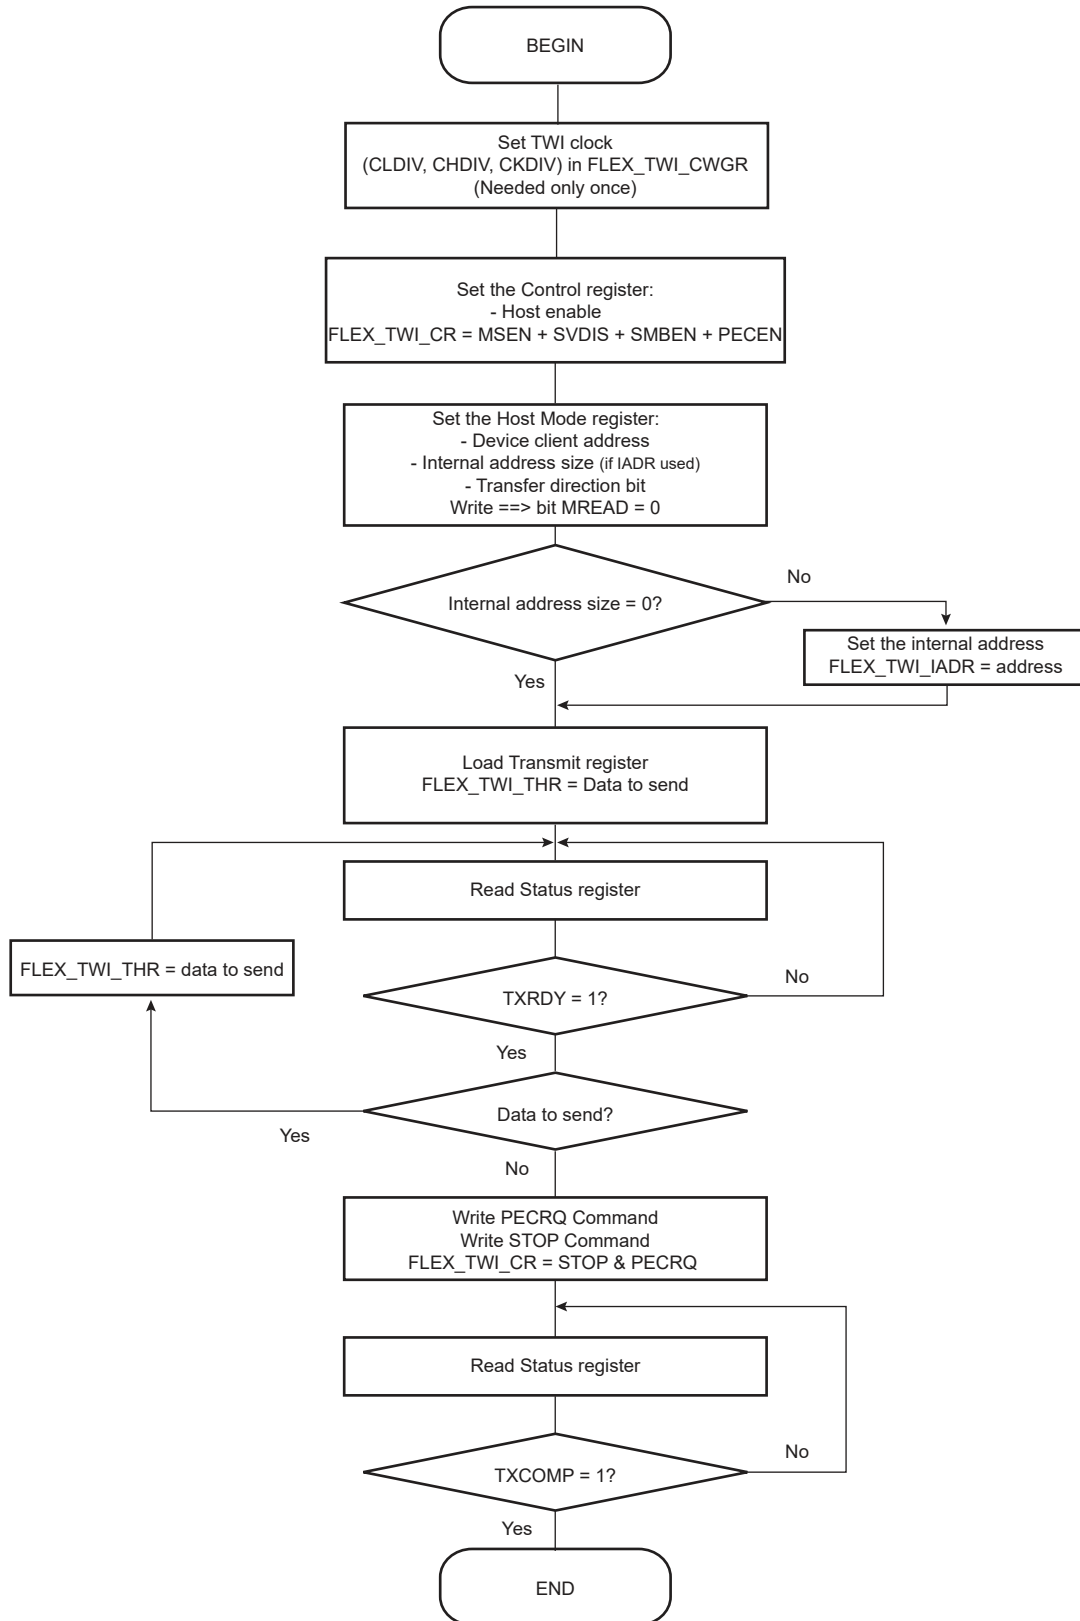 BEGIN
Set TWI clock
(CLDIV, CHDIV, CKDIV) in FLEX_TWI_CWGR
(Needed only once)
Set the Control register:
- Host enable
FLEX_TWI_CR = MSEN + SVDIS + SMBEN + PECEN
Set the Host Mode register:
- Device client address
- Internal address size (if IADR used)
- Transfer direction bit
Write ==> bit MREAD = 0
No
Internal address size = 0?
Set the internal address
FLEX_TWI_IADR = address
Yes
Load Transmit register
FLEX_TWI_THR = Data to send
Read Status register
FLEX_TWI_THR = data to send
No
TXRDY = 1?
Yes
Data to send?
Yes
No
Write PECRQ Command
Write STOP Command
FLEX_TWI_CR = STOP & PECRQ
Read Status register
No
TXCOMP = 1?
Yes
END